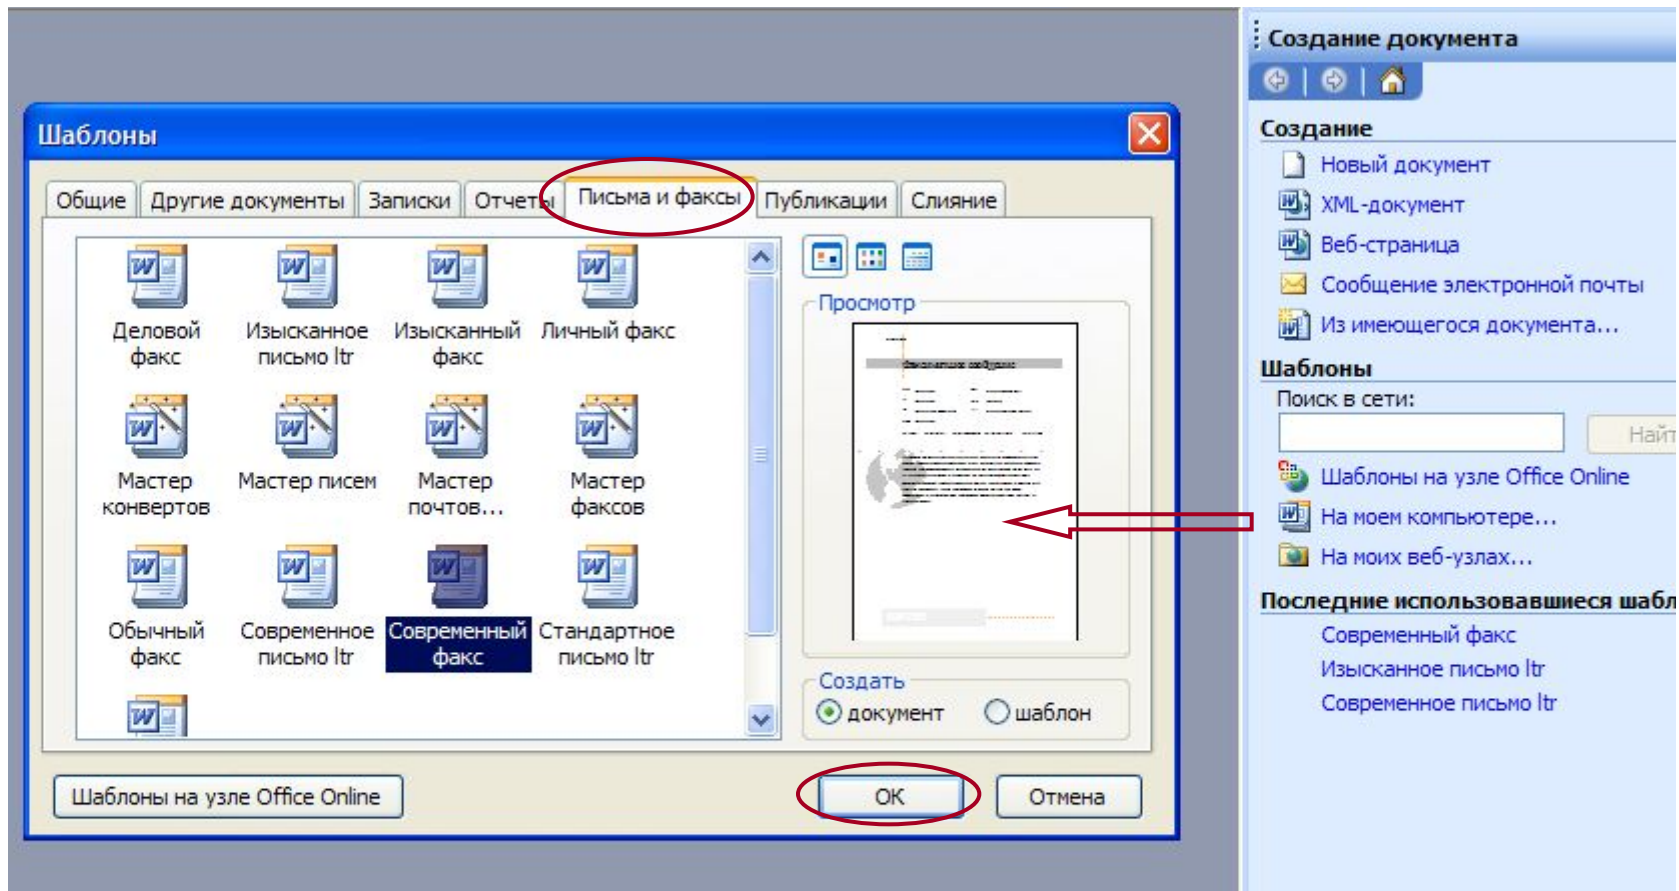 Шаблоны
Общие
Другие документы
Записки
Отчеты
Письма и факсы
Публикации
Слияние
Деловой
факс
Изысканное
письмо ltr
Изысканный
факс
Личный факс
Мастер
конвертов
Мастер писем
Мастер
почтов...
Мастер
факсов
Обычный
факс
Современное
письмо ltr
Современный
факс
Стандартное
письмо ltr
Просмотр
Создать
документ
шаблон
Шаблоны на узле Office Online
ОК
Отмена
Создание документа
Создание
Новый документ
XML-документ
Веб-страница
Сообщение электронной почты
Из имеющегося документа...
Шаблоны
Поиск в сети:
Найт
Шаблоны на узле Office Online
На моем компьютере...
На моих веб-узлах...
Последние использовавшиеся шабл
Современный факс
Изысканное письмо ltr
Современное письмо ltr